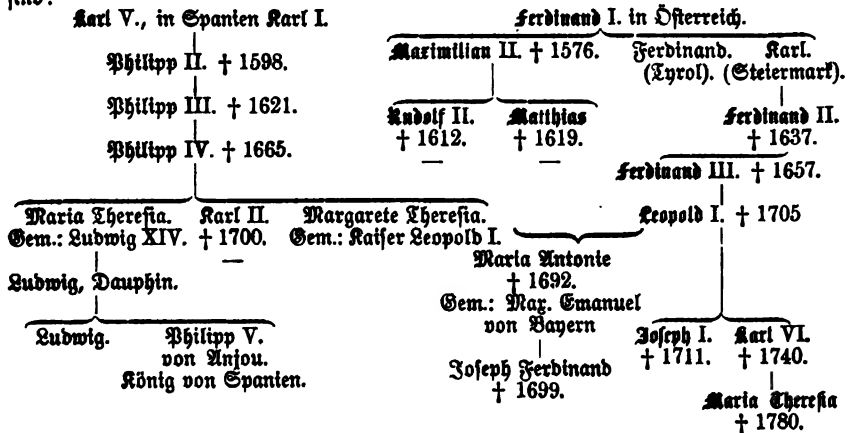 Karl V., in Spanien Karl I.
Philipp II. † 1598.
Philipp III. † 1621.
Philipp IV. † 1665.
Maria Theresia. Karl II. Margarete Theresia.
Gem.: Ludwig XIV. † 1700. Gem.: Kaiser Leopold I.
—
Ludwig, Dauphin.
Ludwig. Philipp V.
von Anjou.
König von Spanien.
Ferdinand I. in Österreich.
Maximilian II. † 1576. Ferdinand. Karl.
(Tyrol). (Steiermark).
Rudolf II. Matthias Ferdinand II.
† 1612. † 1619. † 1637.
— —
Ferdinand III. † 1657.
Leopold I. † 1705
Maria Antonie
† 1692.
Gem.: Max. Emanuel
von Bayern
Joseph Ferdinand
† 1699.
Joseph I. Karl VI.
† 1711. † 1740.
Maria Theresia
† 1780.